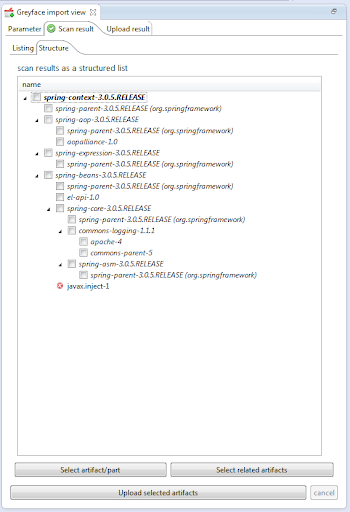 Greyface import view
Parameter Scan result Upload result
Listing Structure
scan results as a structured list
name
spring-context-3.0.5.RELEASE
spring-parent-3.0.5.RELEASE (org.springframework)
spring-aop-3.0.5.RELEASE
spring-parent-3.0.5.RELEASE (org.springframework)
aopalliance-1.0
spring-expression-3.0.5.RELEASE
spring-parent-3.0.5.RELEASE (org.springframework)
spring-beans-3.0.5.RELEASE
spring-parent-3.0.5.RELEASE (org.springframework)
el-api-1.0
spring-core-3.0.5.RELEASE
spring-parent-3.0.5.RELEASE (org.springframework)
commons-logging-1.1.1
apache-4
commons-parent-5
spring-asm-3.0.5.RELEASE
spring-parent-3.0.5.RELEASE (org.springframework)
javax.inject-1
Select artifact/part Select related artifacts
Upload selected artifacts cancel